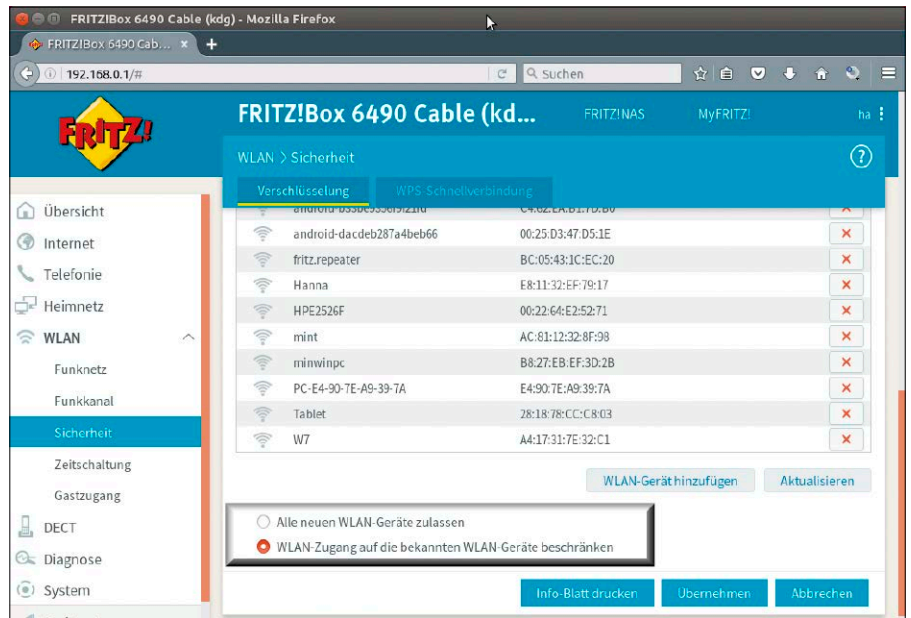 FRITZ!Box 6490 Cable (kdg) - Mozilla Firefox
FRITZ!Box 6490 Cab... × +
192.168.0.1/# Suchen
FRITZ!
FRITZ!Box 6490 Cable (kd... FRITZ!NAS MyFRITZ! ha
WLAN > Sicherheit ?
Verschlüsselung WPS-Schnellverbindung
Übersicht
Internet
Telefonie
Heimnetz
WLAN
Funknetz
Funkkanal
Sicherheit
Zeitschaltung
Gastzugang
DECT
Diagnose
System
android-dacdeb287a4beb66 00:25:D3:47:D5:1E
fritz.repeater BC:05:43:1C:EC:20
Hanna E8:11:32:EF:79:17
HPE2526F 00:22:64:E2:52:71
mint AC:81:12:32:8F:98
minwinpc B8:27:EB:EF:3D:2B
PC-E4-90-7E-A9-39-7A E4:90:7E:A9:39:7A
Tablet 28:18:78:CC:C8:03
W7 A4:17:31:7E:32:C1
WLAN-Gerät hinzufügen Aktualisieren
Alle neuen WLAN-Geräte zulassen
WLAN-Zugang auf die bekannten WLAN-Geräte beschränken
Info-Blatt drucken Übernehmen Abbrechen